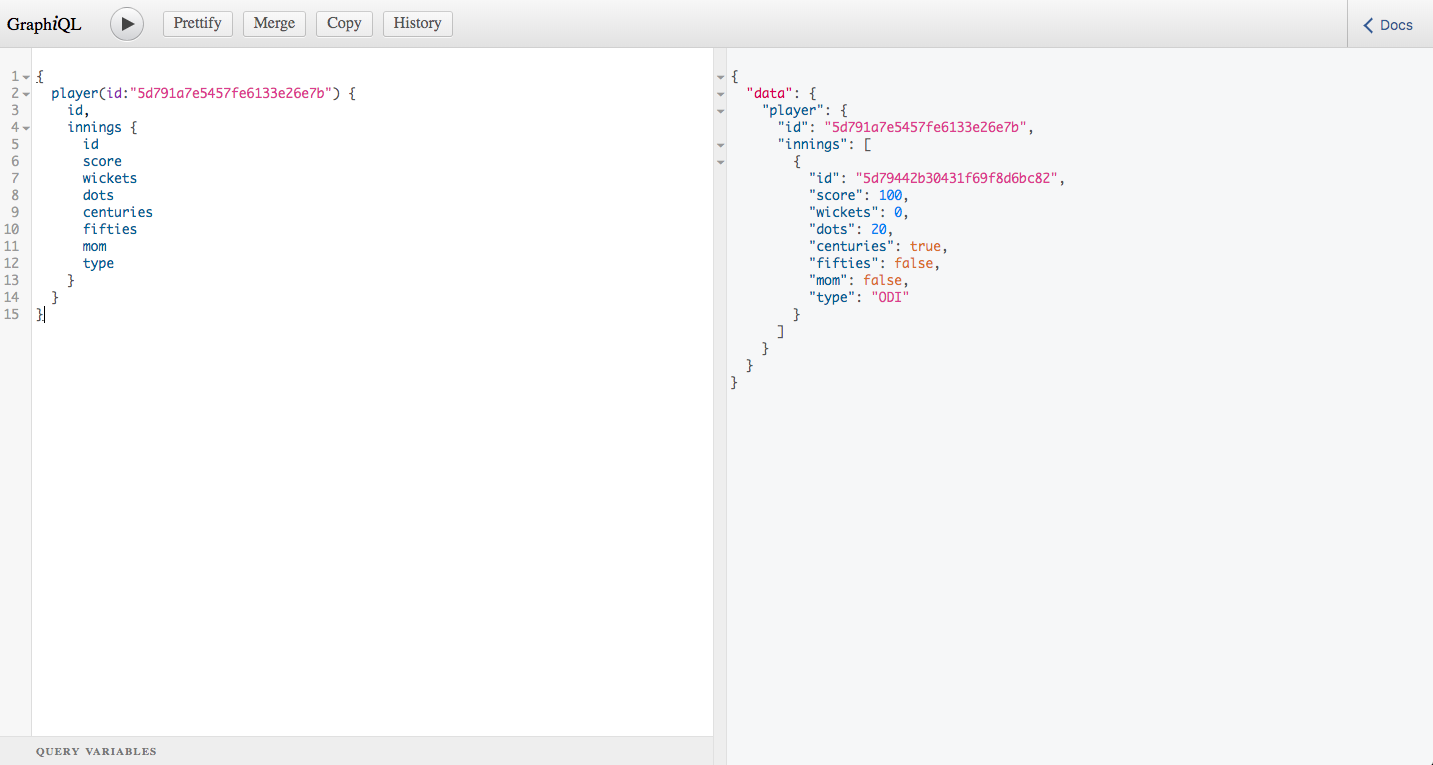 GraphiQL
Prettify
Merge
Copy
History
Docs
1 {
2 player(id:"5d791a7e5457fe6133e26e7b") {
3 id,
4 innings {
5 id
6 score
7 wickets
8 dots
9 centuries
10 fifties
11 mom
12 type
13 }
14 }
15 }
{
"data": {
"player": {
"id": "5d791a7e5457fe6133e26e7b",
"innings": [
{
"id": "5d79442b30431f69f8d6bc82",
"score": 100,
"wickets": 0,
"dots": 20,
"centuries": true,
"fifties": false,
"mom": false,
"type": "ODI"
}
]
}
}
}
QUERY VARIABLES